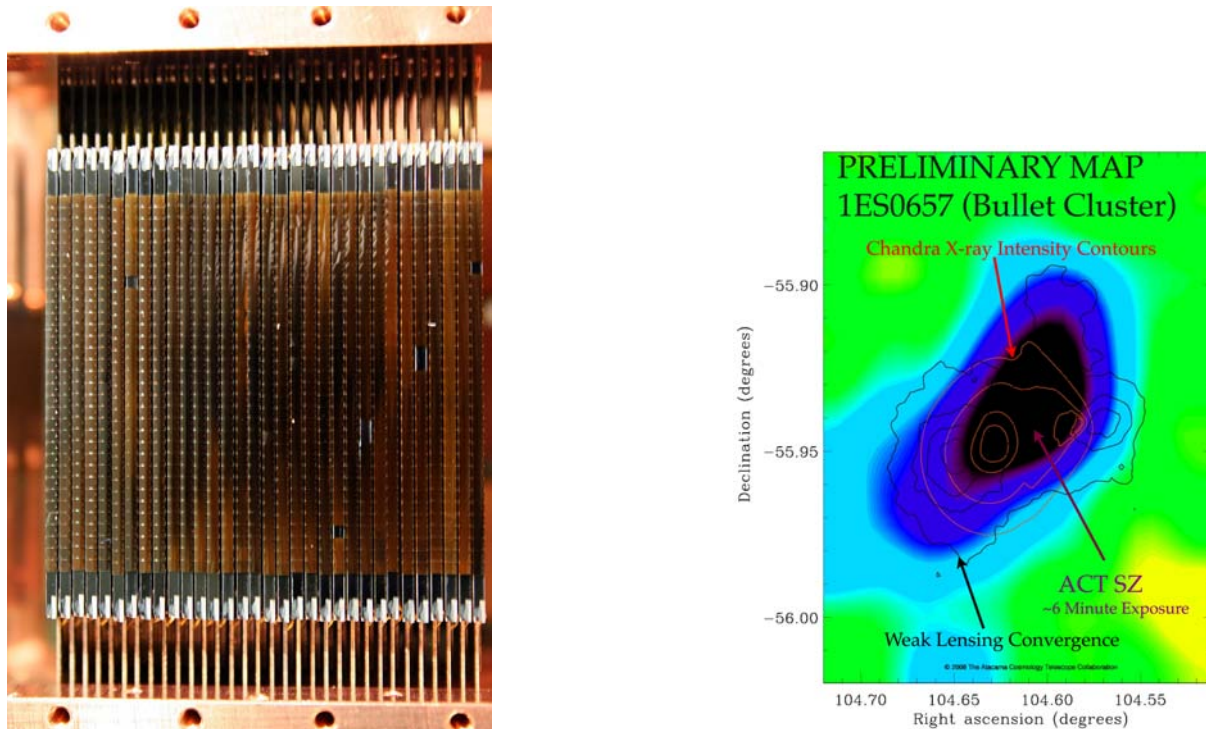 PRELIMINARY MAP
1ES0657 (Bullet Cluster)
Chandra X-ray Intensity Contours
-55.90
-55.95
-56.00
Declination (degrees)
ACT SZ
~6 Minute Exposure
Weak Lensing Convergence
© 2008 The Atacama Cosmology Telescope Collaboration
104.70 104.65 104.60 104.55
Right ascension (degrees)